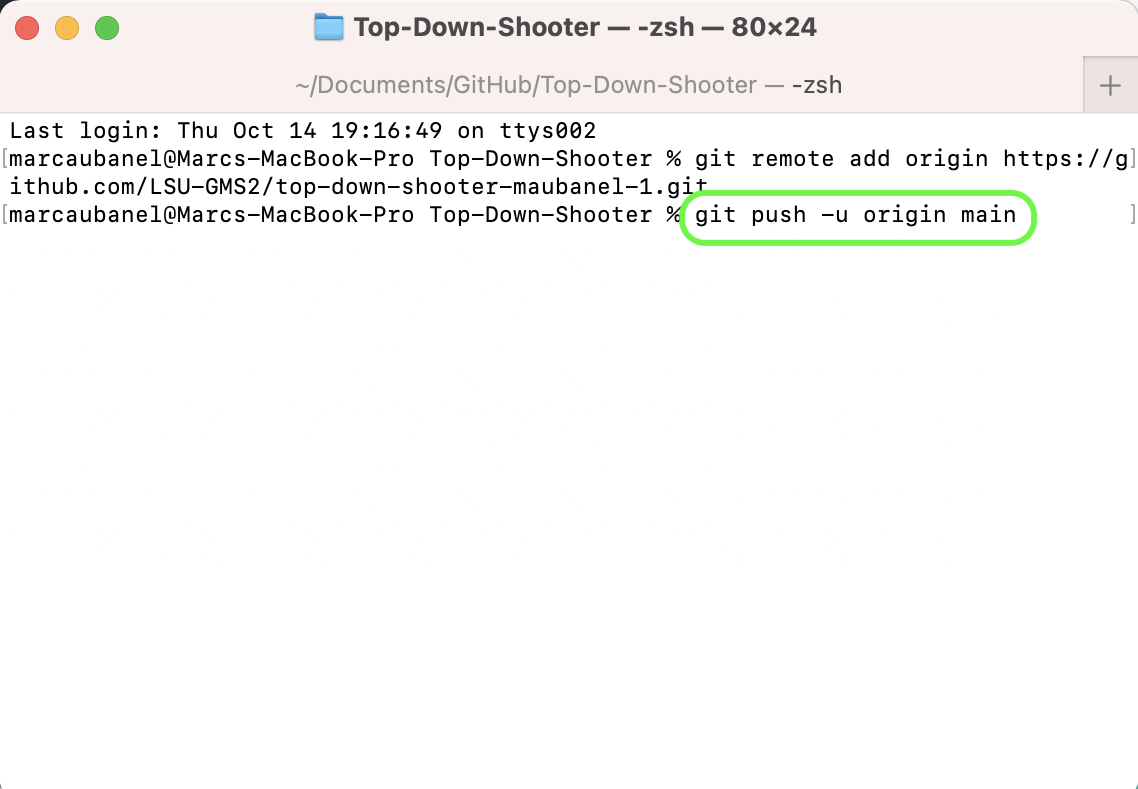 Top-Down-Shooter — -zsh — 80×24
~/Documents/GitHub/Top-Down-Shooter — -zsh
Last login: Thu Oct 14 19:16:49 on ttys002
[marcaubanel@Marcs-MacBook-Pro Top-Down-Shooter % git remote add origin https://g]
ithub.com/LSU-GMS2/top-down-shooter-maubanel-1.git
[marcaubanel@Marcs-MacBook-Pro Top-Down-Shooter % git push -u origin main ]